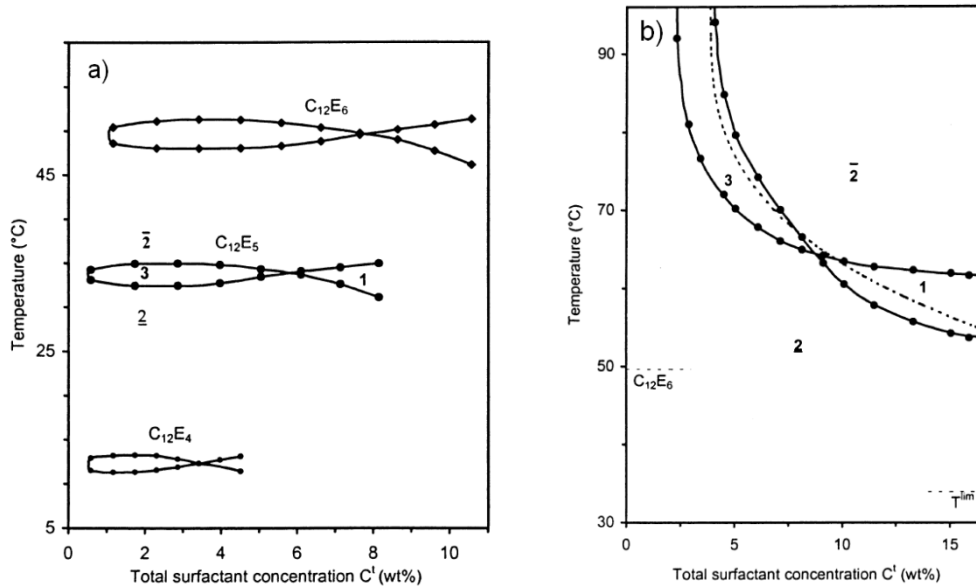 a)
C₁₂E₆
45
2̄
C₁₂E₅
3
1
2̲
25
C₁₂E₄
5
0
2
4
6
8
10
Temperature (°C)
Total surfactant concentration Cᵗ (wt%)
b)
90
3
2̄
70
1
2̲
50
C₁₂E₆
Tˡⁱᵐ
30
0
5
10
15
Temperature (°C)
Total surfactant concentration Cᵗ (wt%)